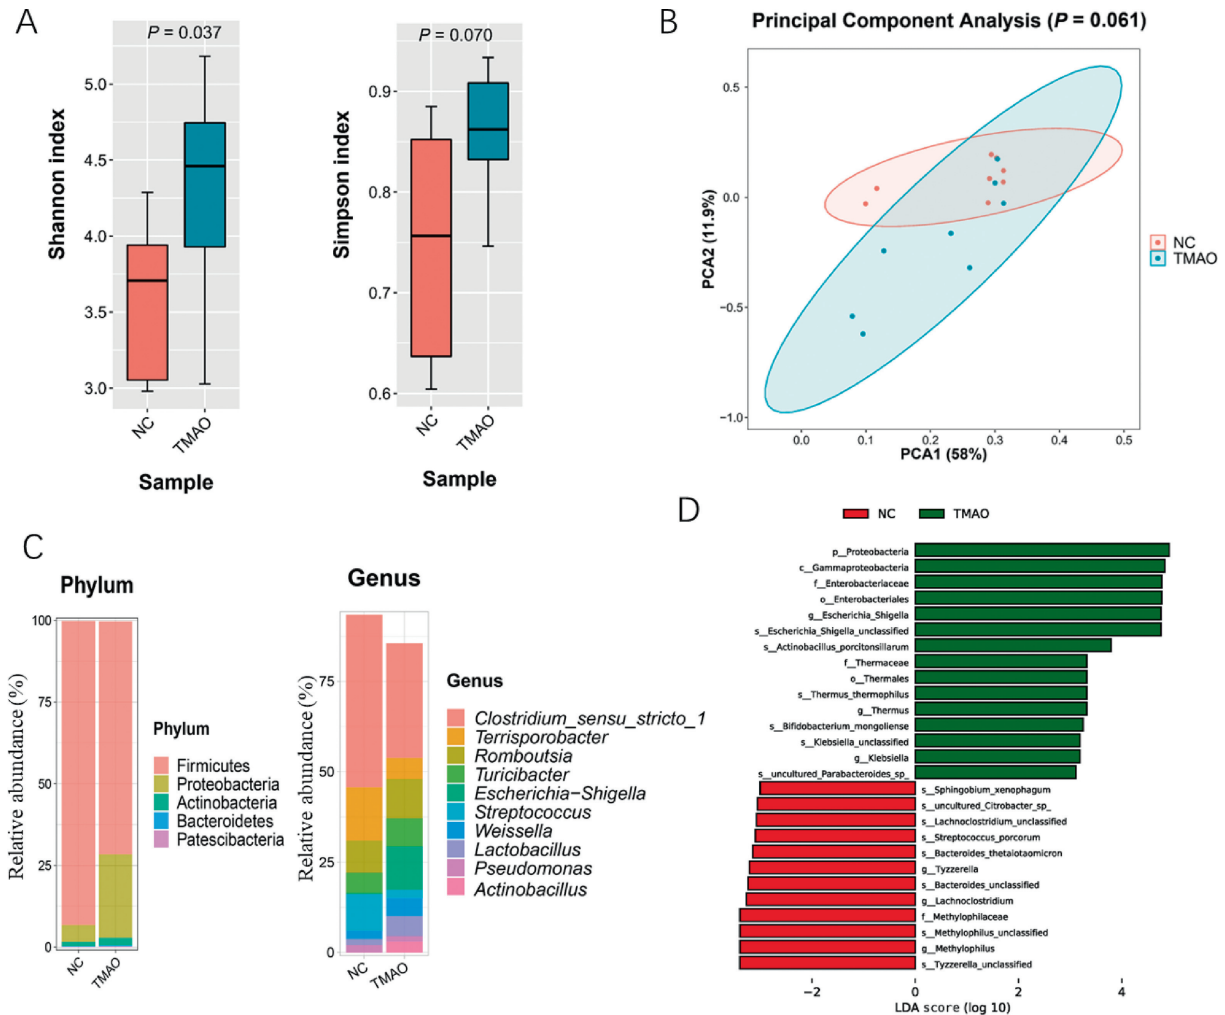 A
P = 0.037
Shannon index
5.0
4.5
4.0
3.5
3.0
NC
TMAO
Sample
P = 0.070
Simpson index
0.9
0.8
0.7
0.6
NC
TMAO
Sample
B
Principal Component Analysis (P = 0.061)
PCA2 (11.9%)
0.5
0.0
−0.5
−1.0
0.0
0.1
0.2
0.3
0.4
0.5
PCA1 (58%)
NC
TMAO
C
Phylum
Relative abundance (%)
100
75
50
25
0
NC
TMAO
Phylum
Firmicutes
Proteobacteria
Actinobacteria
Bacteroidetes
Patescibacteria
Genus
Relative abundance (%)
75
50
25
0
NC
TMAO
Genus
Clostridium_sensu_stricto_1
Terrisporobacter
Romboutsia
Turicibacter
Escherichia−Shigella
Streptococcus
Weissella
Lactobacillus
Pseudomonas
Actinobacillus
D
NC
TMAO
p__Proteobacteria
c__Gammaproteobacteria
f__Enterobacteriaceae
o__Enterobacteriales
g__Escherichia_Shigella
s__Escherichia_Shigella_unclassified
s__Actinobacillus_porcitonsillarum
f__Thermaceae
o__Thermales
s__Thermus_thermophilus
g__Thermus
s__Bifidobacterium_mongoliense
s__Klebsiella_unclassified
g__Klebsiella
s__uncultured_Parabacteroides_sp_
s__Sphingobium_xenophagum
s__uncultured_Citrobacter_sp_
s__Lachnoclostridium_unclassified
s__Streptococcus_porcorum
s__Bacteroides_thetaiotaomicron
g__Tyzzerella
s__Bacteroides_unclassified
g__Lachnoclostridium
f__Methylophilaceae
s__Methylophilus_unclassified
g__Methylophilus
s__Tyzzerella_unclassified
−2
0
2
4
LDA score (log 10)